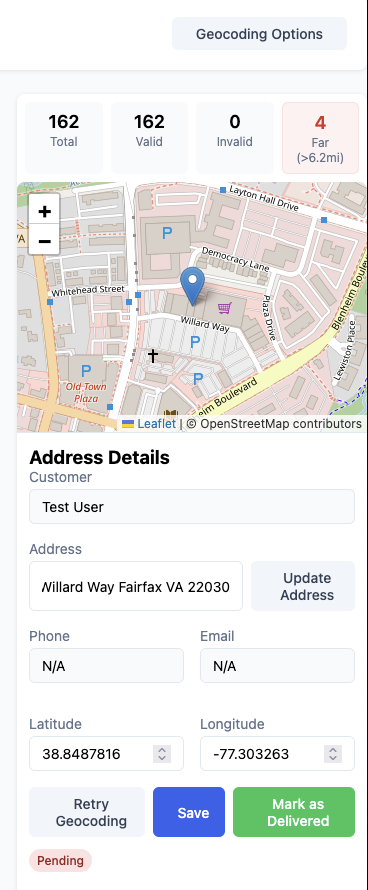 Geocoding Options
162
Total
162
Valid
0
Invalid
4
Far
(>6.2mi)
+
−
Layton Hall Drive
P
Democracy Lane
Whitehead Street
Willard Way
Plaza Drive
Blenheim Boulev
Lewiston Place
P
P
P
Old Town
Plaza
eim Boulevard
Leaflet | © OpenStreetMap contributors
Address Details
Customer
Test User
Address
Willard Way Fairfax VA 22030
Update
Address
Phone
Email
N/A
N/A
Latitude
Longitude
38.8487816
-77.303263
Retry
Geocoding
Save
Mark as
Delivered
Pending